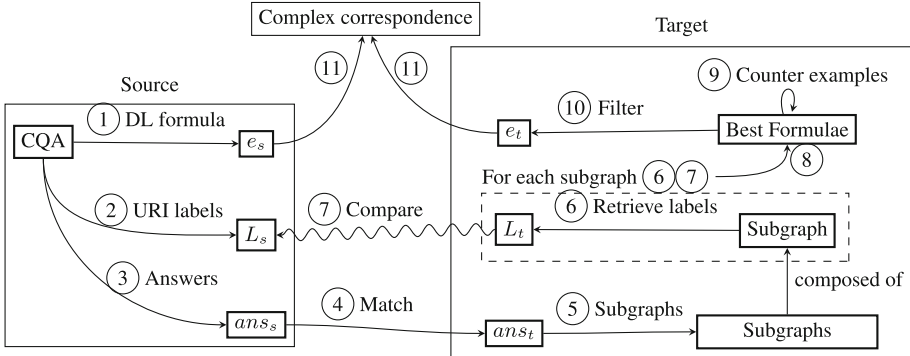 Complex correspondence
Target
Source
⑪ ⑪
⑨ Counter examples
① DL formula
⑩ Filter
CQA
e_s
e_t
Best Formulae
⑧
For each subgraph ⑥ ⑦
② URI labels
⑦ Compare
⑥ Retrieve labels
L_s
L_t
Subgraph
③ Answers
composed of
④ Match
⑤ Subgraphs
ans_s
ans_t
Subgraphs